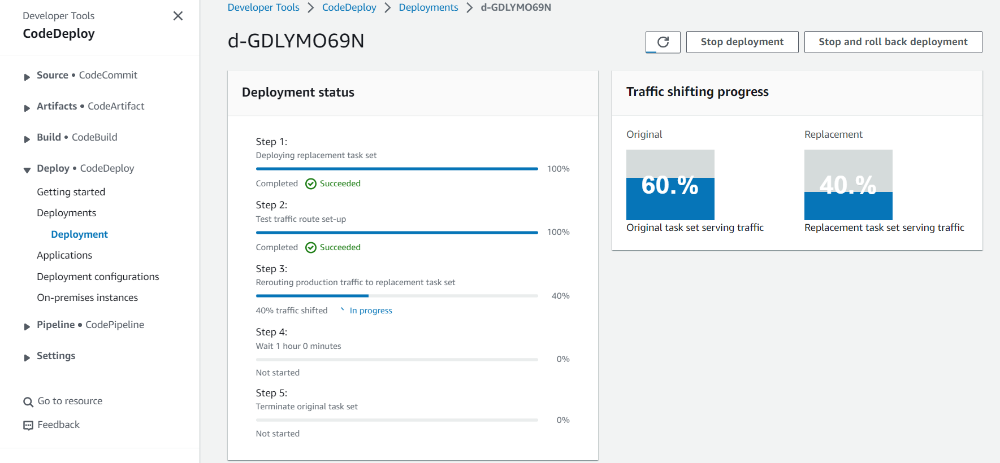 Developer Tools
CodeDeploy
Source • CodeCommit
Artifacts • CodeArtifact
Build • CodeBuild
Deploy • CodeDeploy
Getting started
Deployments
Deployment
Applications
Deployment configurations
On-premises instances
Pipeline • CodePipeline
Settings
Go to resource
Feedback
Developer Tools > CodeDeploy > Deployments > d-GDLYMO69N
d-GDLYMO69N
Stop deployment
Stop and roll back deployment
Deployment status
Step 1:
Deploying replacement task set
100%
Completed Succeeded
Step 2:
Test traffic route set-up
100%
Completed Succeeded
Step 3:
Rerouting production traffic to replacement task set
40%
40% traffic shifted In progress
Step 4:
Wait 1 hour 0 minutes
0%
Not started
Step 5:
Terminate original task set
0%
Not started
Traffic shifting progress
Original
60.%
Original task set serving traffic
Replacement
40.%
Replacement task set serving traffic